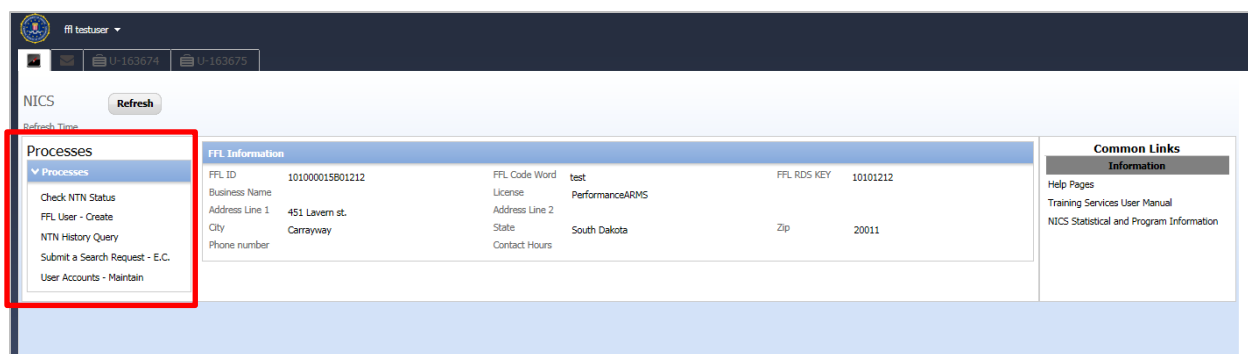 ffl testuser
U-163674 U-163675
NICS Refresh
Refresh Time
Processes
Processes
Check NTN Status
FFL User - Create
NTN History Query
Submit a Search Request - E.C.
User Accounts - Maintain
FFL Information
FFL ID 101000015B01212 FFL Code Word test FFL RDS KEY 10101212
Business Name License PerformanceARMS
Address Line 1 451 Lavern st. Address Line 2
City Carrayway State South Dakota Zip 20011
Phone number Contact Hours
Common Links
Information
Help Pages
Training Services User Manual
NICS Statistical and Program Information